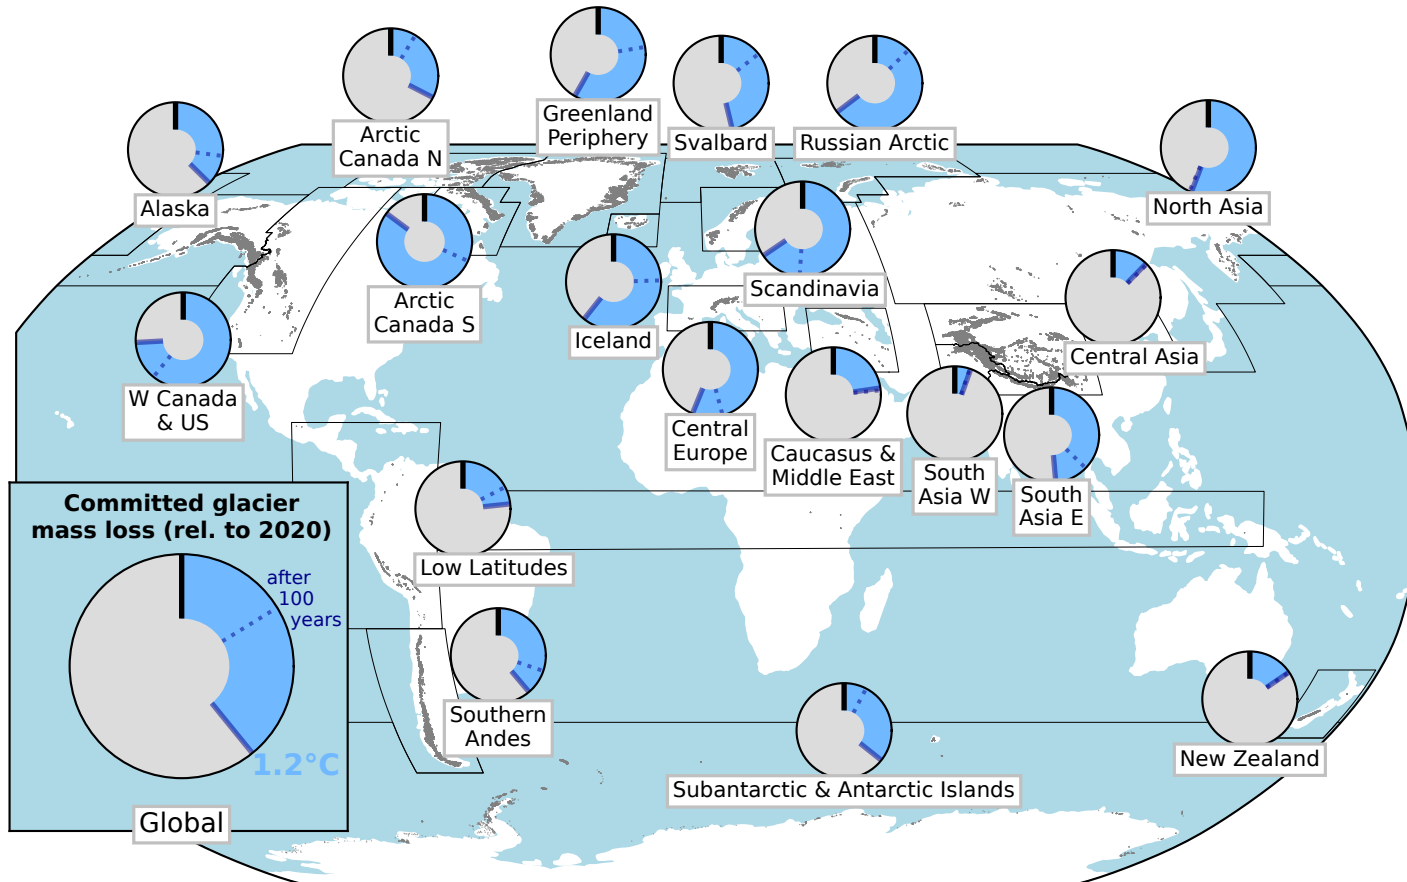 Greenland
Periphery
Arctic
Canada N
Svalbard
Russian Arctic
Alaska
North Asia
Arctic
Canada S
Scandinavia
Iceland
Central Asia
W Canada
& US
Central
Europe
Caucasus &
Middle East
South
Asia W
South
Asia E
Committed glacier
mass loss (rel. to 2020)
after
100
years
1.2°C
Global
Low Latitudes
Southern
Andes
Subantarctic & Antarctic Islands
New Zealand